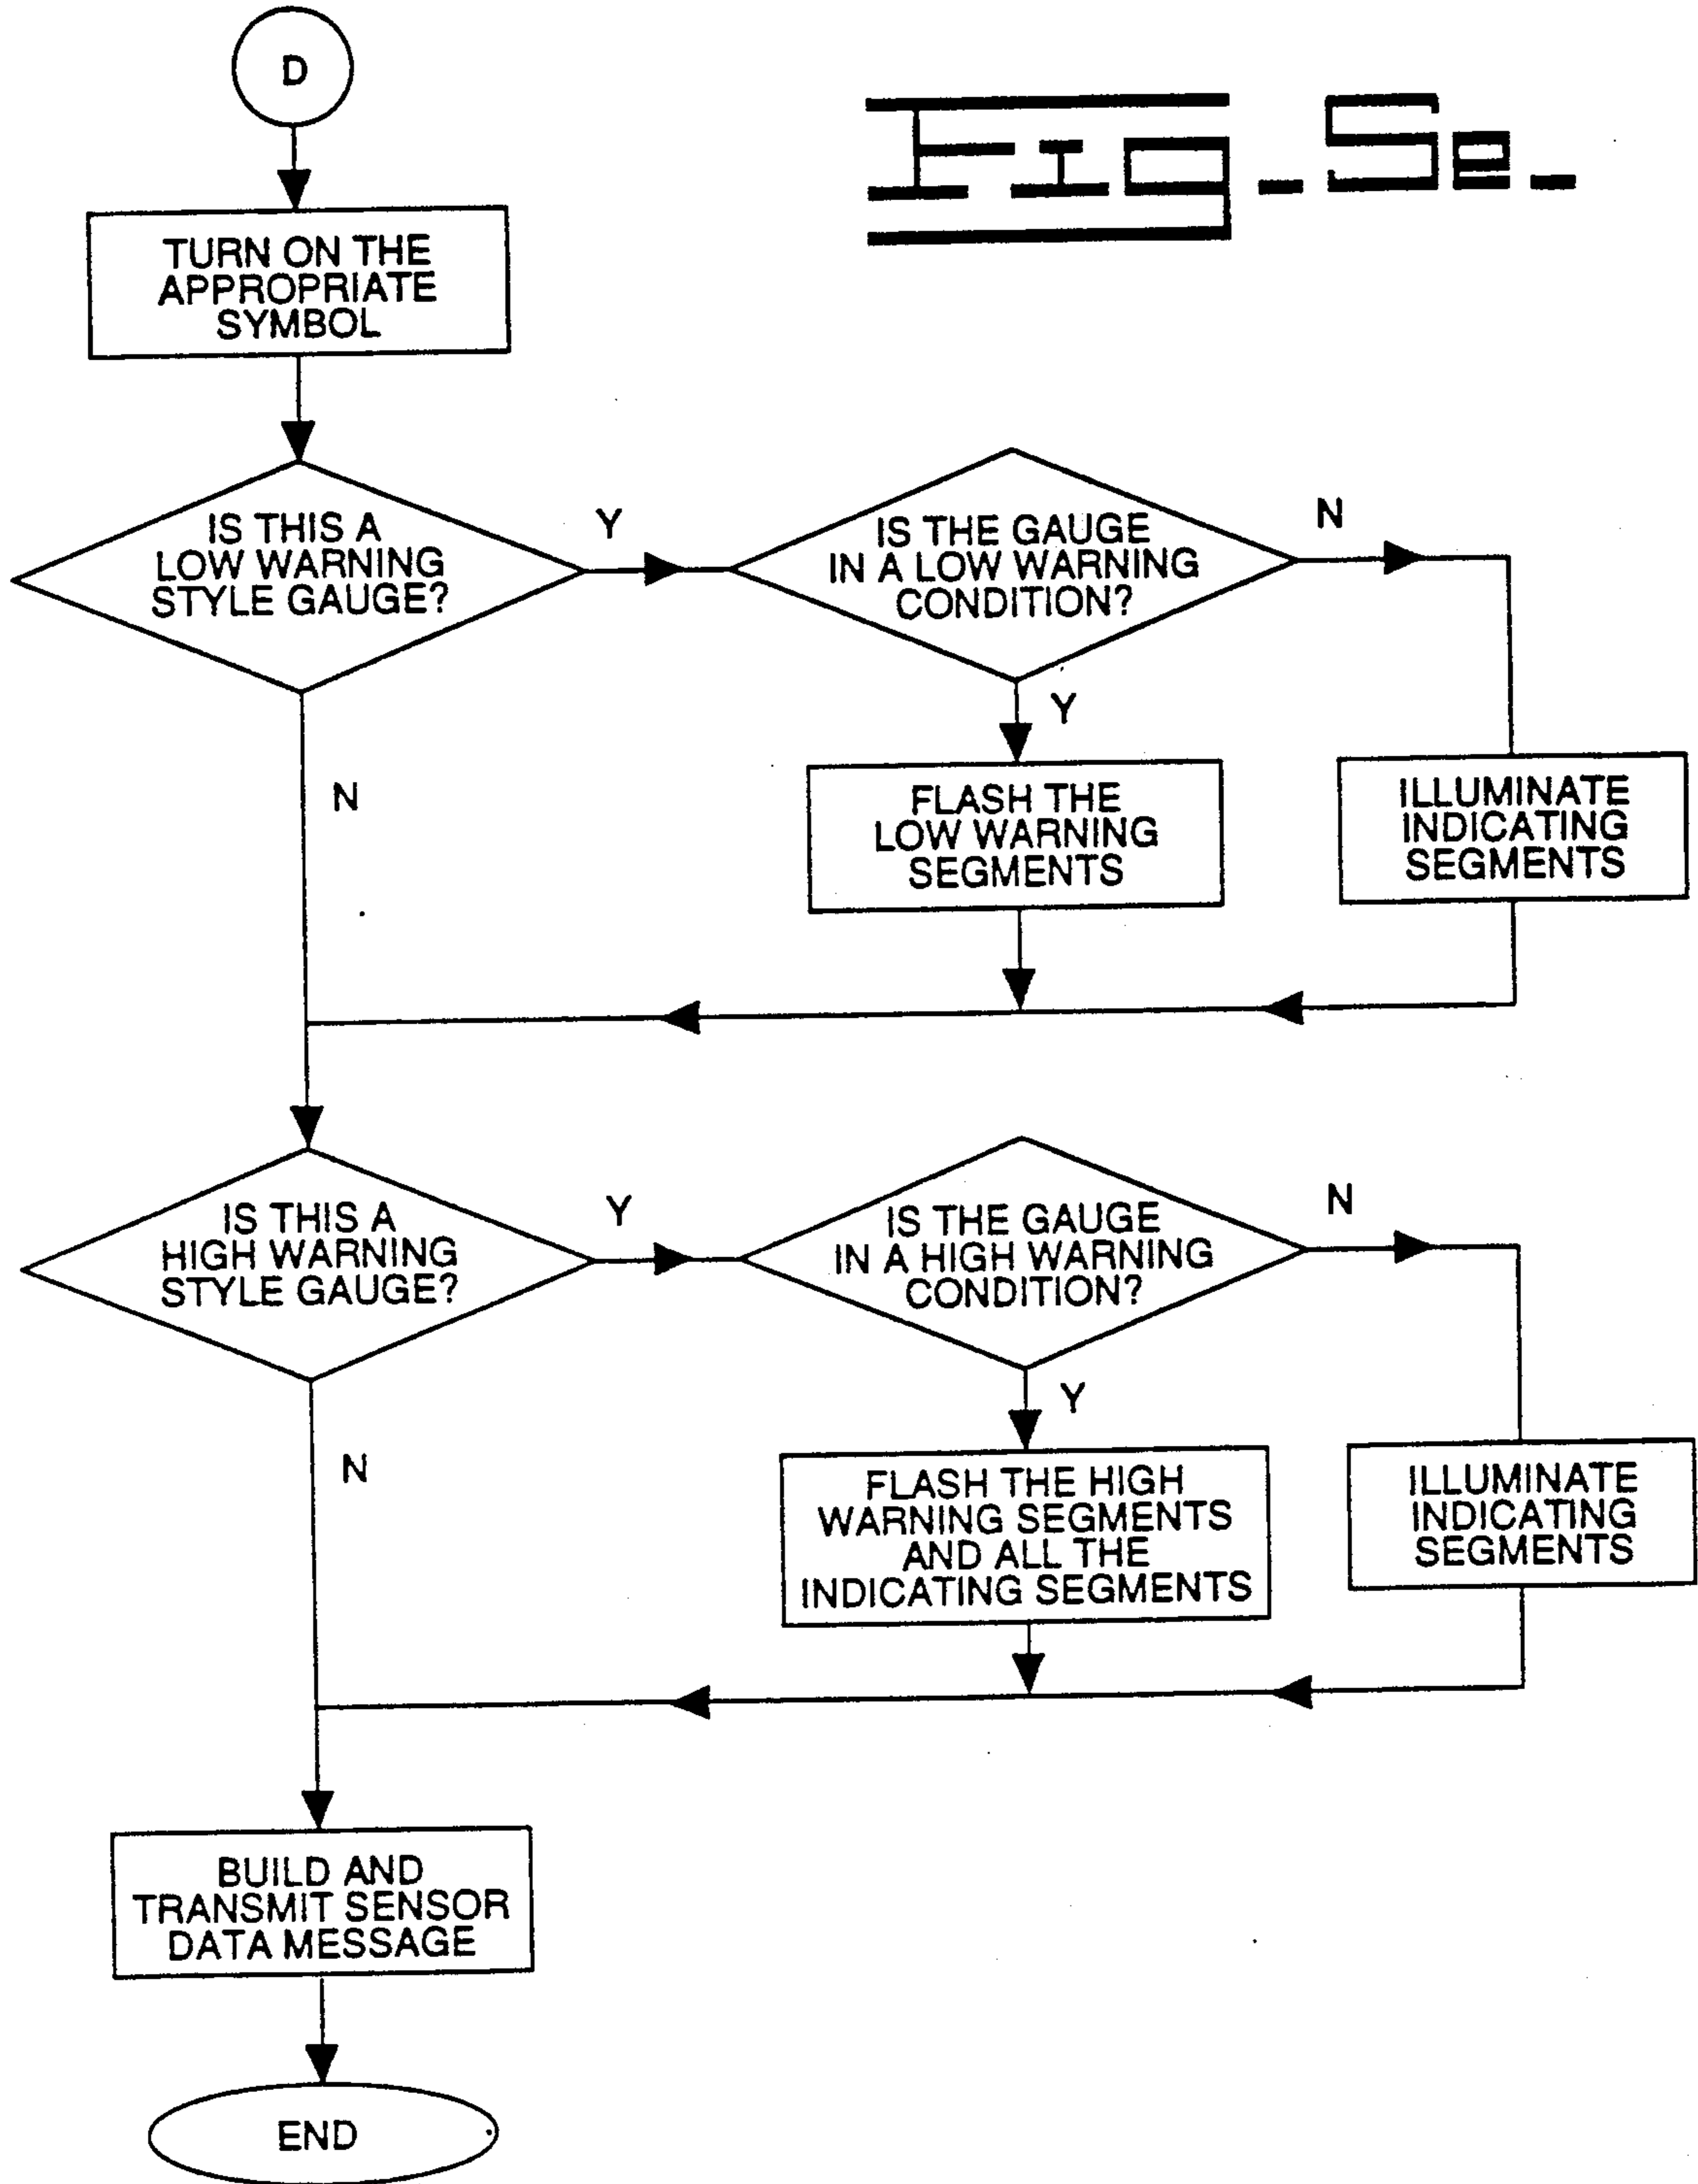 D
Fig_5e_
TURN ON THE
APPROPRIATE
SYMBOL
IS THIS A
LOW WARNING
STYLE GAUGE?
Y
IS THE GAUGE
IN A LOW WARNING
CONDITION?
N
Y
N
FLASH THE
LOW WARNING
SEGMENTS
ILLUMINATE
INDICATING
SEGMENTS
IS THIS A
HIGH WARNING
STYLE GAUGE?
Y
IS THE GAUGE
IN A HIGH WARNING
CONDITION?
N
Y
N
FLASH THE HIGH
WARNING SEGMENTS
AND ALL THE
INDICATING SEGMENTS
ILLUMINATE
INDICATING
SEGMENTS
BUILD AND
TRANSMIT SENSOR
DATA MESSAGE
END